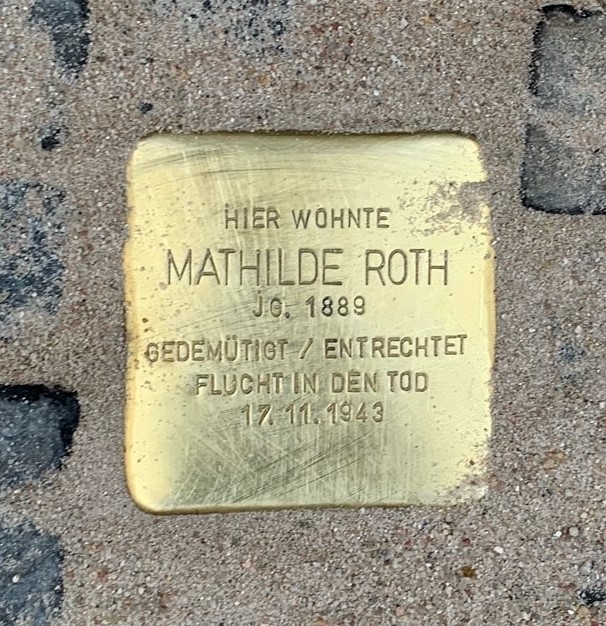 HIER WOHNTE
MATHILDE ROTH
JG. 1889
GEDEMÜTIGT / ENTRECHTET
FLUCHT IN DEN TOD
17. 11. 1943